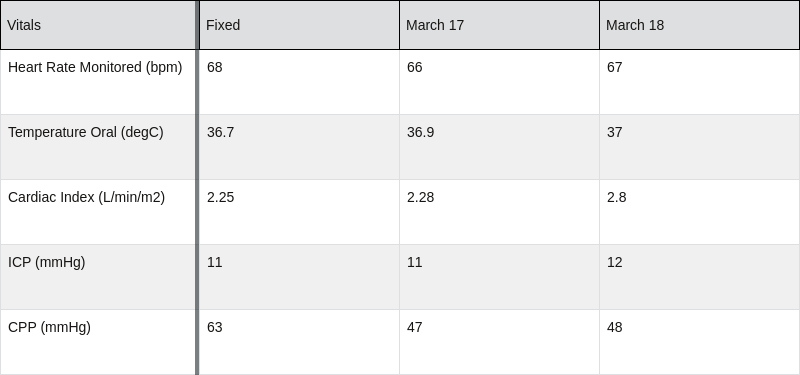 Vitals Fixed March 17 March 18
Heart Rate Monitored (bpm) 68 66 67
Temperature Oral (degC) 36.7 36.9 37
Cardiac Index (L/min/m2) 2.25 2.28 2.8
ICP (mmHg) 11 11 12
CPP (mmHg) 63 47 48